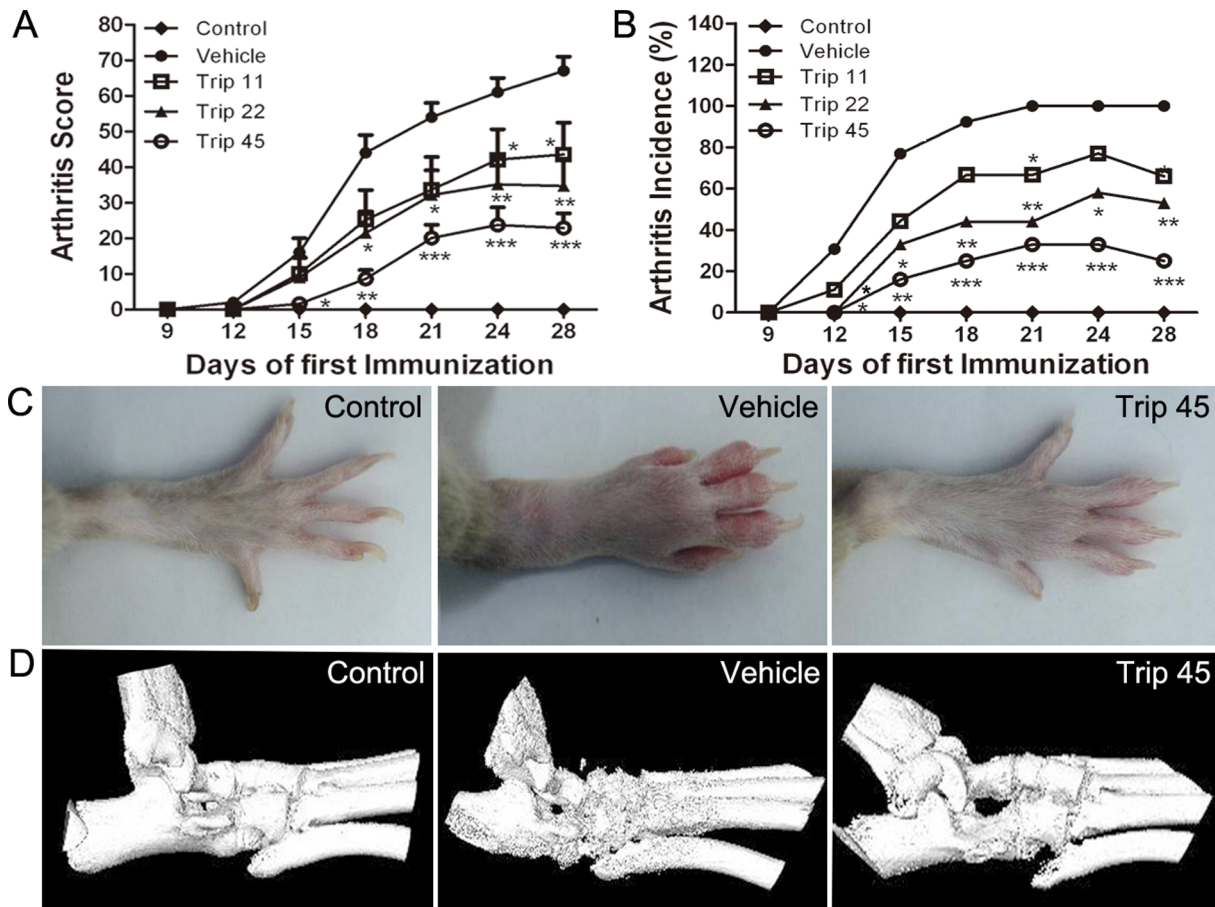 A
Arthritis Score
80
70
60
50
40
30
20
10
0
Control
Vehicle
Trip 11
Trip 22
Trip 45
* *
* ** **
* *** *** ***
* **
9 12 15 18 21 24 28
Days of first Immunization
B
Arthritis Incidence (%)
140
120
100
80
60
40
20
0
Control
Vehicle
Trip 11
Trip 22
Trip 45
* *
** * **
* ** *** *** ***
* * ** ***
9 12 15 18 21 24 28
Days of first Immunization
C
Control
Vehicle
Trip 45
D
Control
Vehicle
Trip 45